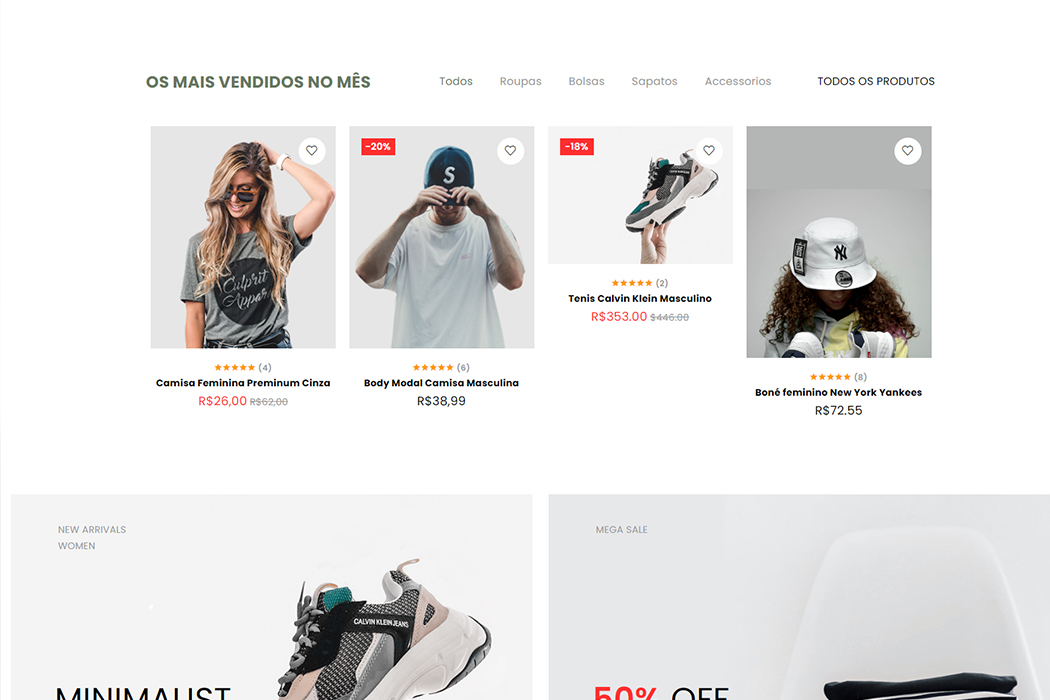 OS MAIS VENDIDOS NO MÊS
Todos Roupas Bolsas Sapatos Accessorios TODOS OS PRODUTOS
Culprit
Appar
(4)
Camisa Feminina Preminum Cinza
R$26,00 R$62,00
-20%
S
(6)
Body Modal Camisa Masculina
R$38,99
-18%
(2)
Tenis Calvin Klein Masculino
R$353.00 $446.00
NY
(8)
Boné feminino New York Yankees
R$72.55
NEW ARRIVALS
WOMEN
CALVIN KLEIN JEANS
MINIMALIST
MEGA SALE
50% OFF